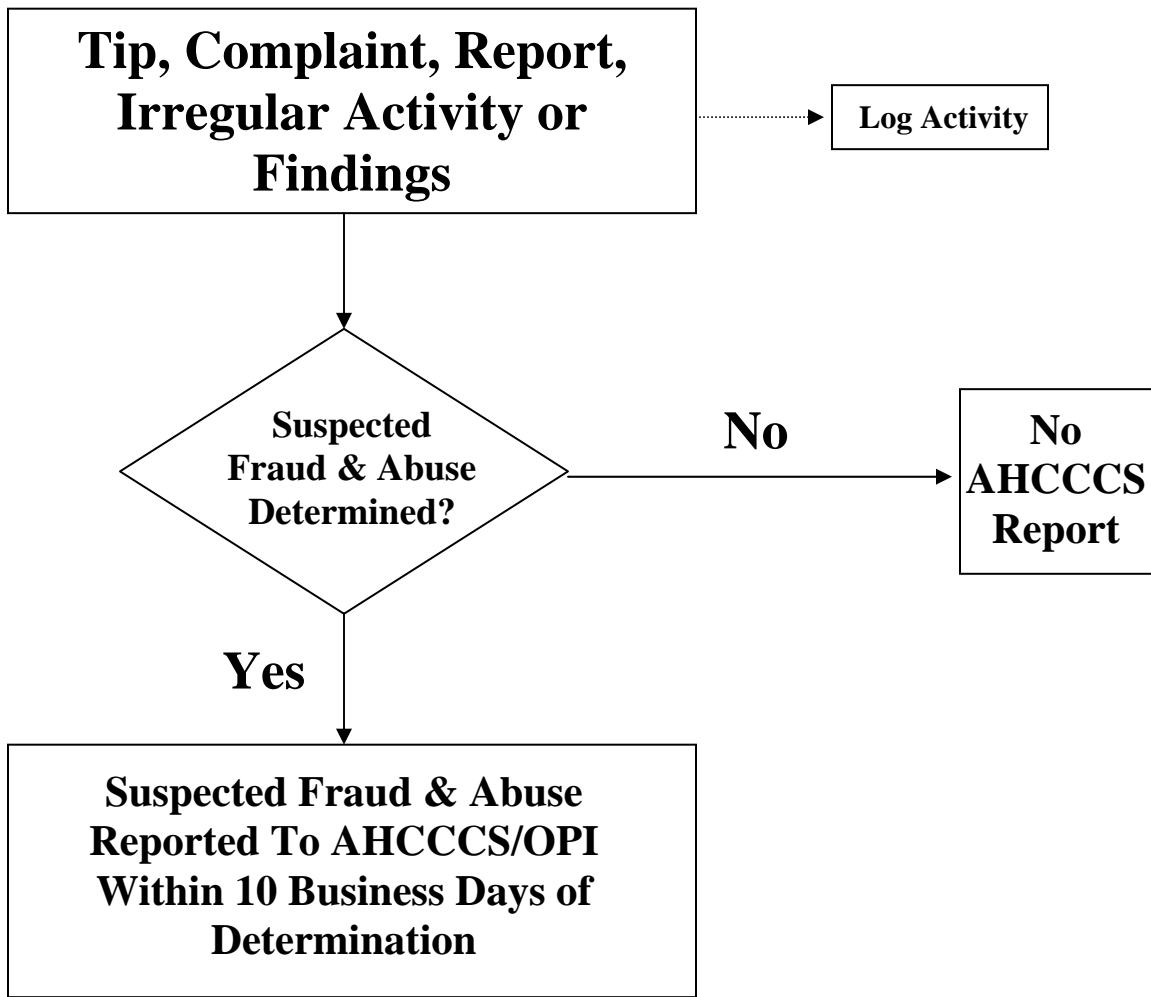 Tip, Complaint, Report,
Irregular Activity or
Findings
Log Activity
Suspected
Fraud & Abuse
Determined?
No
No
AHCCCS
Report
Yes
Suspected Fraud & Abuse
Reported To AHCCCS/OPI
Within 10 Business Days of
Determination